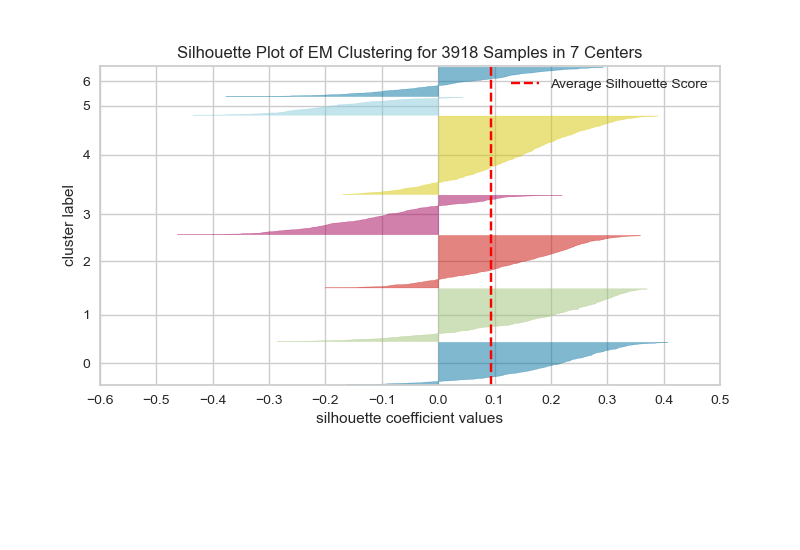 Silhouette Plot of EM Clustering for 3918 Samples in 7 Centers
Average Silhouette Score
6
5
4
3
2
1
0
cluster label
−0.6 −0.5 −0.4 −0.3 −0.2 −0.1 0.0 0.1 0.2 0.3 0.4 0.5
silhouette coefficient values